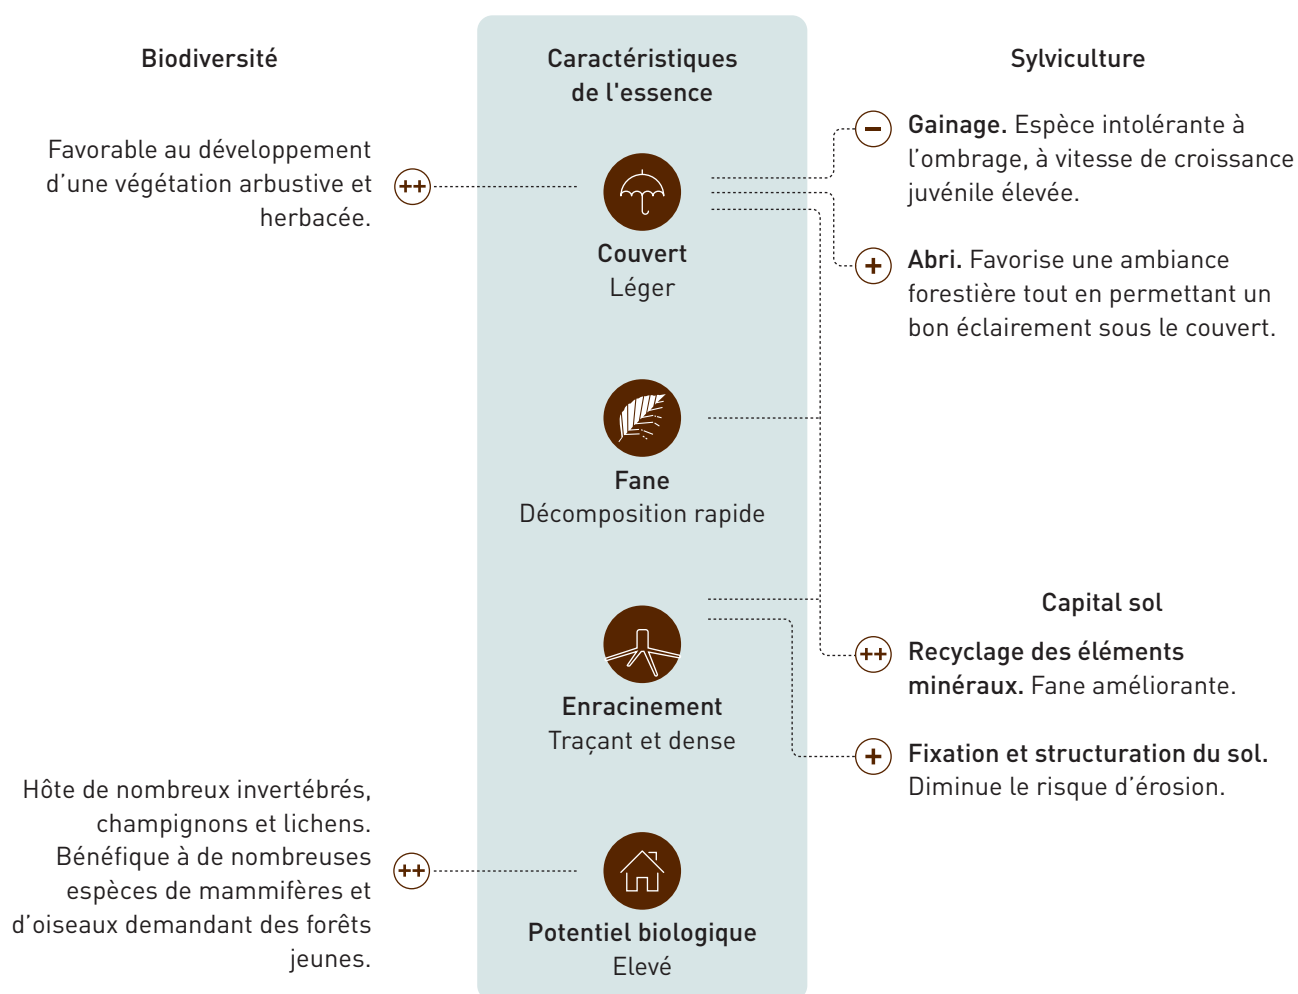 Biodiversité
Favorable au développement
d’une végétation arbustive et
herbacée.
++
Hôte de nombreux invertébrés,
champignons et lichens.
Bénéfique à de nombreuses
espèces de mammifères et
d’oiseaux demandant des forêts
jeunes.
++
Caractéristiques
de l'essence
Couvert
Léger
Fane
Décomposition rapide
Enracinement
Traçant et dense
Potentiel biologique
Elevé
Sylviculture
− Gainage. Espèce intolérante à
l’ombrage, à vitesse de croissance
juvénile élevée.
+ Abri. Favorise une ambiance
forestière tout en permettant un
bon éclairement sous le couvert.
Capital sol
++ Recyclage des éléments
minéraux. Fane améliorante.
+ Fixation et structuration du sol.
Diminue le risque d’érosion.